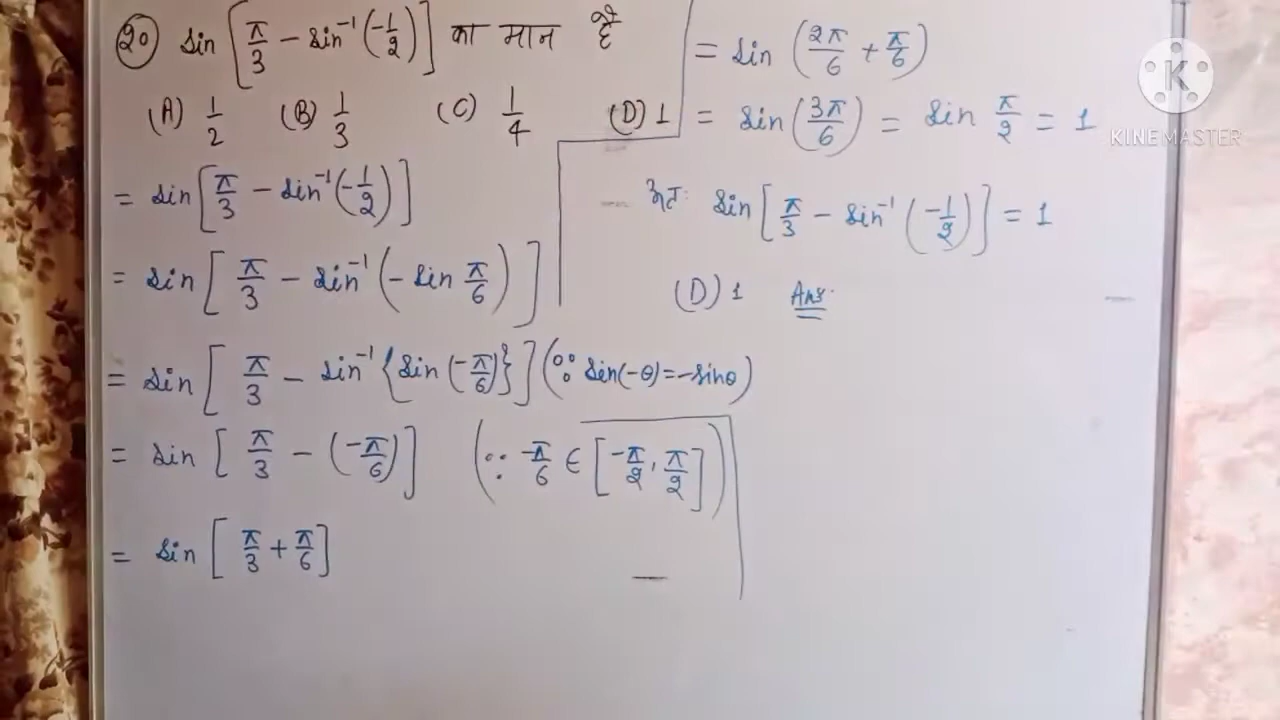 20) sin [π/3 − sin⁻¹(−1/2)] का मान है
(A) 1/2 (B) 1/3 (C) 1/4 (D) 1
= sin [π/3 − sin⁻¹(−1/2)]
= sin [π/3 − sin⁻¹(−sin π/6)]
= sin [π/3 − sin⁻¹{sin(−π/6)}] (∵ sin(−θ)=−sinθ)
= sin [π/3 − (−π/6)] (∵ −π/6 ∈ [−π/2, π/2])
= sin [π/3 + π/6]
= sin (2π/6 + π/6)
= sin (3π/6) = sin π/2 = 1
अतः sin [π/3 − sin⁻¹(−1/2)] = 1
(D) 1 Ans.
K
KINEMASTER